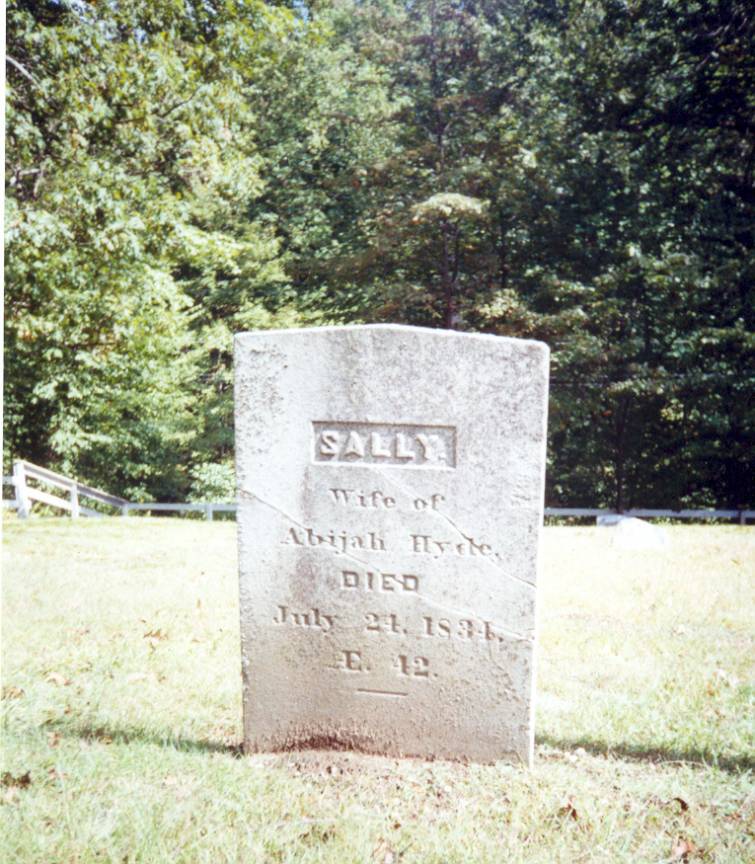 SALLY.
Wife of
Abijah Hyde.
DIED
July 24. 1834.
Æ. 42.